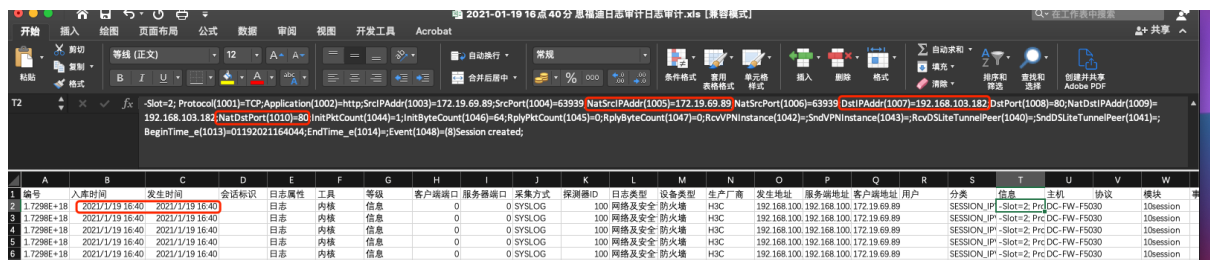 2021-01-19 16点40分 思福迪日志审计日志审计.xls [兼容模式]
在工作表中搜索
开始 插入 绘图 页面布局 公式 数据 审阅 视图 开发工具 Acrobat
共享
粘贴 剪切 复制 格式
等线 (正文) 12 A A B I U A abc
自动换行 合并后居中
常规 % 000
条件格式 套用表格格式 单元格样式 插入 删除 格式
自动求和 填充 清除 排序和筛选 查找和选择 创建并共享 Adobe PDF
T2 fx -Slot=2; Protocol(1001)=TCP;Application(1002)=http;SrcIPAddr(1003)=172.19.69.89;SrcPort(1004)=63939;NatSrcIPAddr(1005)=172.19.69.89;NatSrcPort(1006)=63939;DstIPAddr(1007)=192.168.103.182;DstPort(1008)=80;NatDstIPAddr(1009)=
192.168.103.182;NatDstPort(1010)=80;InitPktCount(1044)=1;InitByteCount(1046)=64;RplyPktCount(1045)=0;RplyByteCount(1047)=0;RcvVPNInstance(1042)=;SndVPNInstance(1043)=;RcvDSLiteTunnelPeer(1040)=;SndDSLiteTunnelPeer(1041)=;
BeginTime_e(1013)=01192021164044;EndTime_e(1014)=;Event(1048)=(8)Session created;
A B C D E F G H I J K L M N O P Q R S T U V W
1 编号 入库时间 发生时间 会话标识 日志属性 工具 等级 客户端端口 服务器端口 采集方式 探测器ID 日志类型 设备类型 生产厂商 发生地址 服务端地址 客户端地址 用户 分类 信息 主机 协议 模块
2 1.7298E+18 2021/1/19 16:40 2021/1/19 16:40 日志 内核 信息 0 0 SYSLOG 100 网络及安全 防火墙 H3C 192.168.100. 192.168.100. 172.19.69.89 SESSION_IP -Slot=2; Prc DC-FW-F5030 10session
3 1.7298E+18 2021/1/19 16:40 2021/1/19 16:40 日志 内核 信息 0 0 SYSLOG 100 网络及安全 防火墙 H3C 192.168.100. 192.168.100. 172.19.69.89 SESSION_IP -Slot=2; Prc DC-FW-F5030 10session
4 1.7298E+18 2021/1/19 16:40 2021/1/19 16:40 日志 内核 信息 0 0 SYSLOG 100 网络及安全 防火墙 H3C 192.168.100. 192.168.100. 172.19.69.89 SESSION_IP -Slot=2; Prc DC-FW-F5030 10session
5 1.7298E+18 2021/1/19 16:40 2021/1/19 16:40 日志 内核 信息 0 0 SYSLOG 100 网络及安全 防火墙 H3C 192.168.100. 192.168.100. 172.19.69.89 SESSION_IP -Slot=2; Prc DC-FW-F5030 10session
6 1.7298E+18 2021/1/19 16:40 2021/1/19 16:40 日志 内核 信息 0 0 SYSLOG 100 网络及安全 防火墙 H3C 192.168.100. 192.168.100. 172.19.69.89 SESSION_IP -Slot=2; Prc DC-FW-F5030 10session